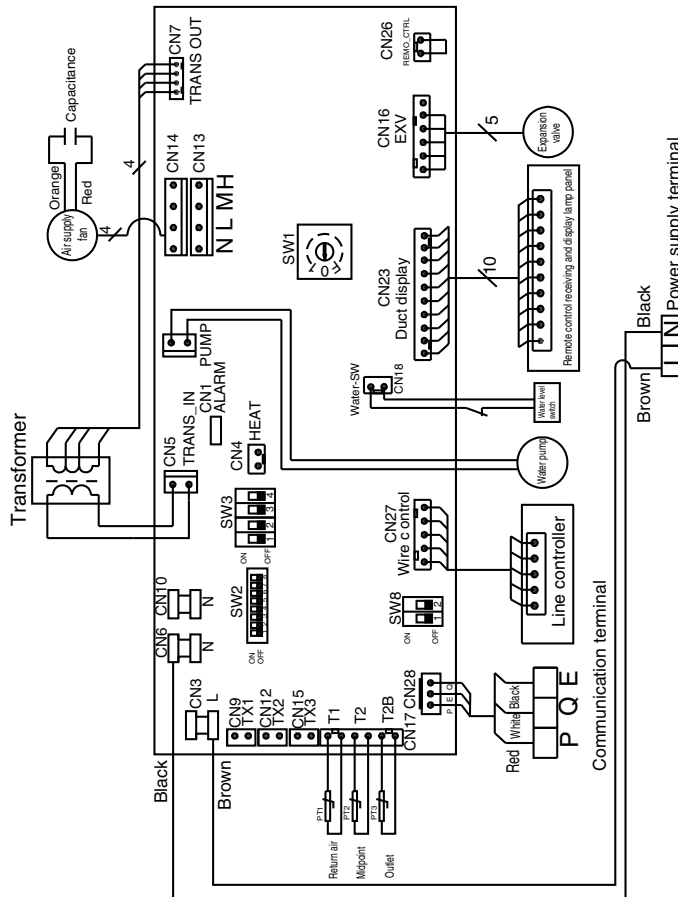 Transformer
Orange
Red
Capacitance
Air supply
fan
4
4
CN7
TRANS OUT
CN14
CN13
N L M H
CN26
REMO_CTRL
CN16
EXV
5
Expansion
valve
SW1
0
CN23
Duct display
10
Remote control receiving and display lamp panel
PUMP
CN1
ALARM
CN5
TRANS_IN
CN4
HEAT
Water-SW
CN18
Water level
switch
Water pump
SW3
ON
OFF
1 2 3 4
CN10
N
CN6
N
SW2
ON
OFF
CN27
Wire control
Line controller
SW8
ON
OFF
1 2
CN3
L
CN9
TX1
CN12
TX2
CN15
TX3
T1
T2
T2B
CN17
CN28
P E Q
Red
White
Black
P Q E
Communication terminal
PT1
PT2
PT3
Return air
Midpoint
Outlet
Black
Brown
Brown
Black
L N
Power supply terminal